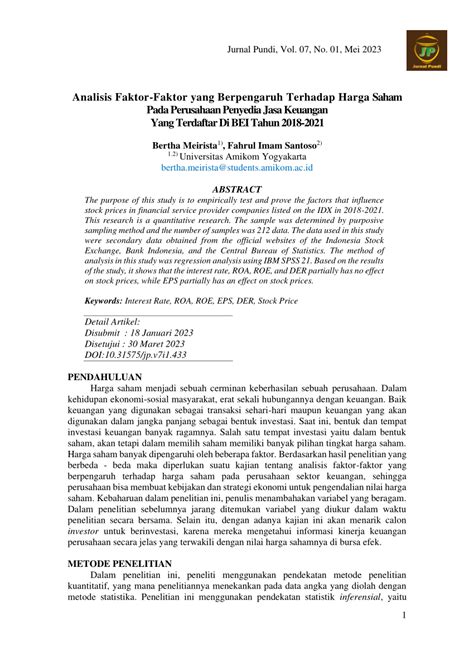 Jurnal Pundi, Vol. 07, No. 01, Mei 2023
JP
Jurnal Pundi
Analisis Faktor-Faktor yang Berpengaruh Terhadap Harga Saham
Pada Perusahaan Penyedia Jasa Keuangan
Yang Terdaftar Di BEI Tahun 2018-2021
Bertha Meirista1), Fahrul Imam Santoso2)
1.2) Universitas Amikom Yogyakarta
bertha.meirista@students.amikom.ac.id
ABSTRACT
The purpose of this study is to empirically test and prove the factors that influence
stock prices in financial service provider companies listed on the IDX in 2018-2021.
This research is a quantitative research. The sample was determined by purposive
sampling method and the number of samples was 212 data. The data used in this study
were secondary data obtained from the official websites of the Indonesia Stock
Exchange, Bank Indonesia, and the Central Bureau of Statistics. The method of
analysis in this study was regression analysis using IBM SPSS 21. Based on the results
of the study, it shows that the interest rate, ROA, ROE, and DER partially has no effect
on stock prices, while EPS partially has an effect on stock prices.
Keywords: Interest Rate, ROA, ROE, EPS, DER, Stock Price
Detail Artikel:
Disubmit : 18 Januari 2023
Disetujui : 30 Maret 2023
DOI:10.31575/jp.v7i1.433
PENDAHULUAN
Harga saham menjadi sebuah cerminan keberhasilan sebuah perusahaan. Dalam
kehidupan ekonomi-sosial masyarakat, erat sekali hubungannya dengan keuangan. Baik
keuangan yang digunakan sebagai transaksi sehari-hari maupun keuangan yang akan
digunakan dalam jangka panjang sebagai bentuk investasi. Saat ini, bentuk dan tempat
investasi keuangan banyak ragamnya. Salah satu tempat investasi yaitu dalam bentuk
saham, akan tetapi dalam memilih saham memiliki banyak pilihan tingkat harga saham.
Harga saham banyak dipengaruhi oleh beberapa faktor. Berdasarkan hasil penelitian yang
berbeda - beda maka diperlukan suatu kajian tentang analisis faktor-faktor yang
berpengaruh terhadap harga saham pada perusahaan sektor keuangan, sehingga
perusahaan bisa membuat kebijakan dan strategi ekonomi untuk pengendalian nilai harga
saham. Kebaharuan dalam penelitian ini, penulis menambahakan variabel yang beragam.
Dalam penelitian sebelumnya jarang ditemukan variabel yang diukur dalam waktu
penelitian secara bersama. Selain itu, dengan adanya kajian ini akan menarik calon
investor untuk berinvestasi, karena mereka mengetahui informasi kinerja keuangan
perusahaan secara jelas yang terwakili dengan nilai harga sahamnya di bursa efek.
METODE PENELITIAN
Dalam penelitian ini, peneliti menggunakan pendekatan metode penelitian
kuantitatif, yang mana penelitiannya menekankan pada data angka yang diolah dengan
metode statistika. Penelitian ini menggunakan pendekatan statistik inferensial, yaitu
1